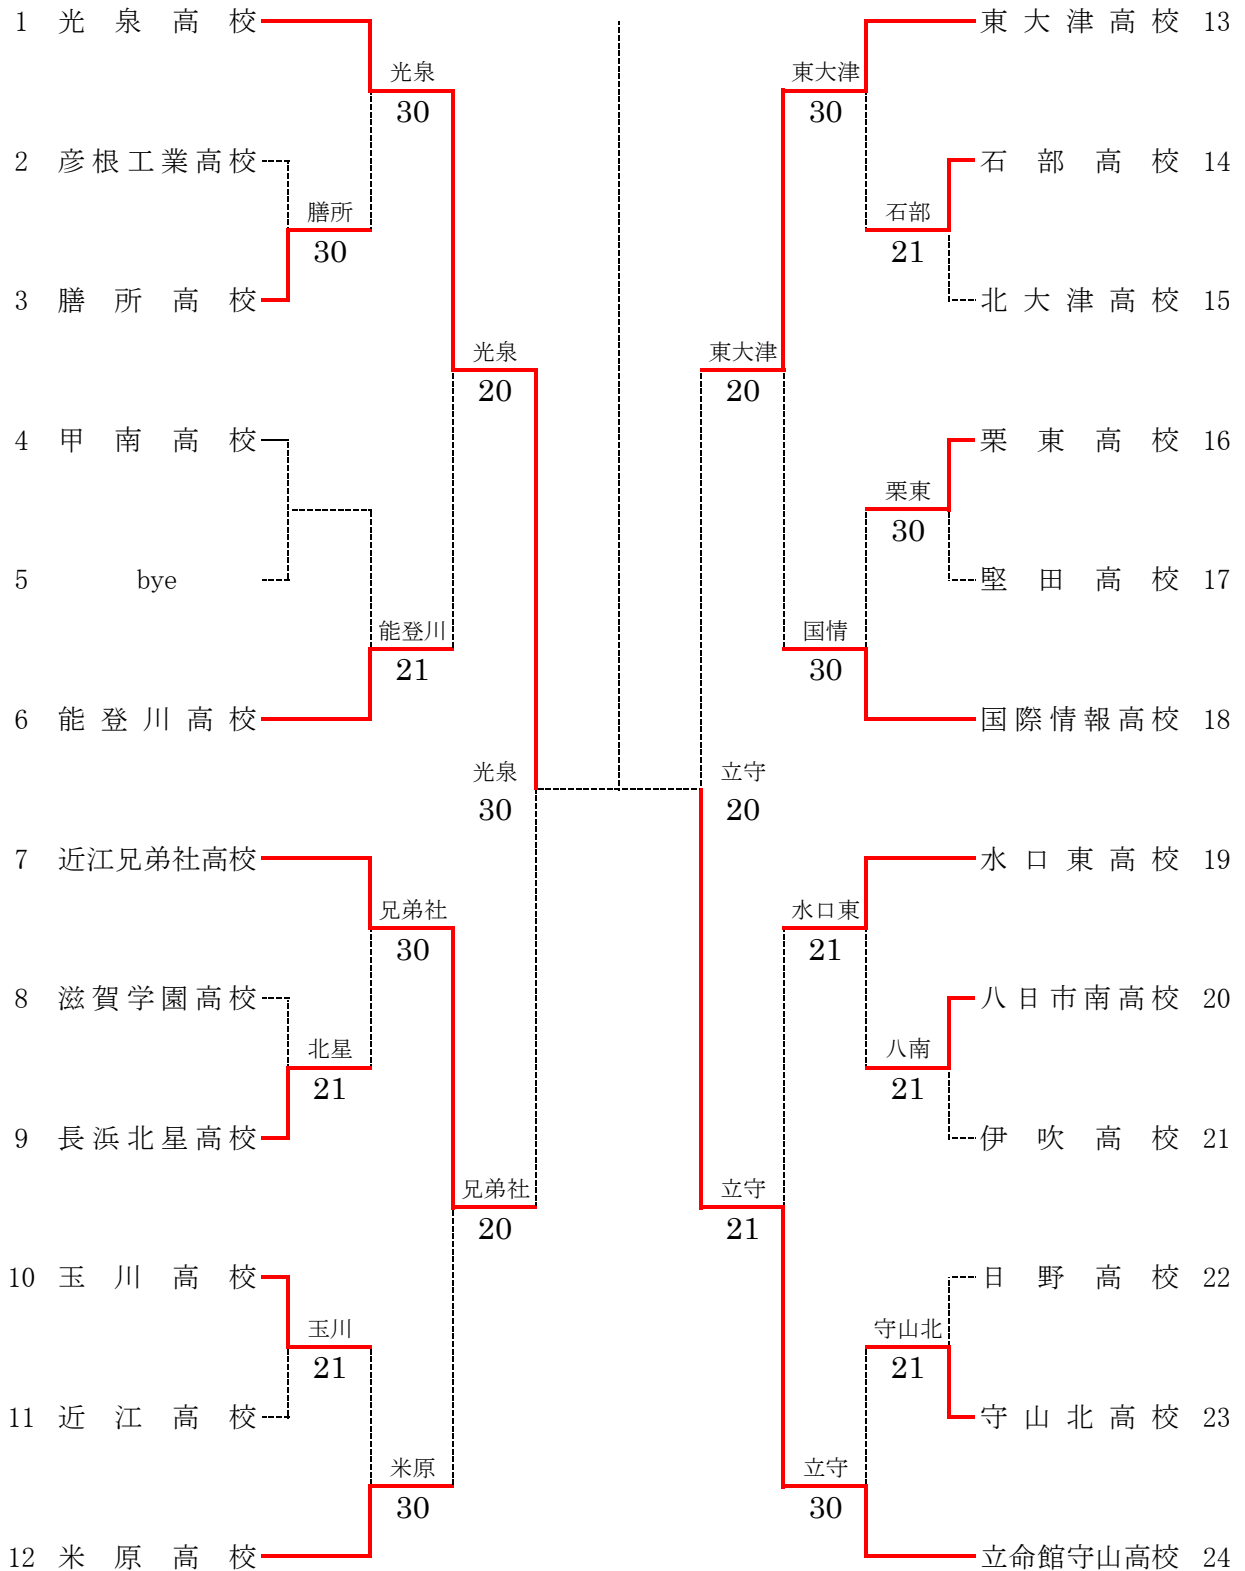 1 光泉高校
光泉
30
2 彦根工業高校
膳所
30
3 膳所高校
光泉
20
4 甲南高校
5 bye
能登川
21
6 能登川高校
光泉
30
7 近江兄弟社高校
兄弟社
30
8 滋賀学園高校
北星
21
9 長浜北星高校
兄弟社
20
10 玉川高校
玉川
21
11 近江高校
米原
30
12 米原高校
東大津高校 13
東大津
30
石部高校 14
石部
21
北大津高校 15
東大津
20
栗東高校 16
栗東
30
堅田高校 17
国情
30
国際情報高校 18
立守
20
水口東高校 19
水口東
21
八日市南高校 20
八南
21
伊吹高校 21
立守
21
日野高校 22
守山北
21
守山北高校 23
立守
30
立命館守山高校 24